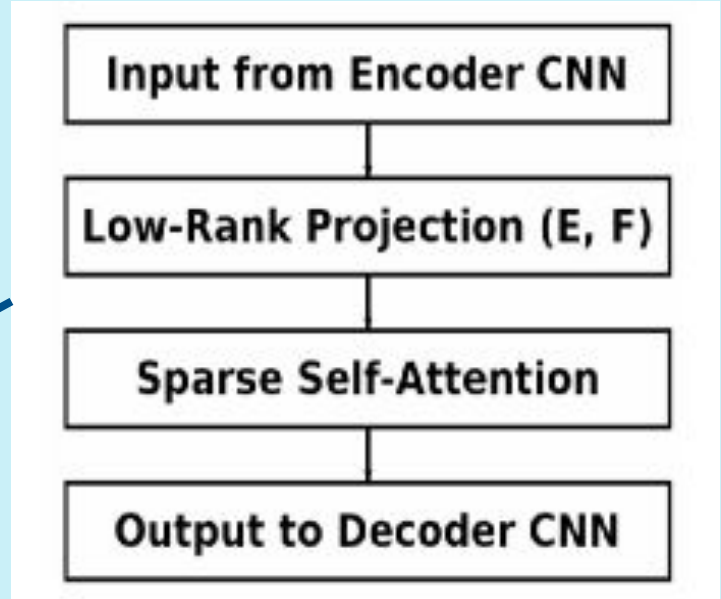 Input from Encoder CNN
Low-Rank Projection (E, F)
Sparse Self-Attention
Output to Decoder CNN